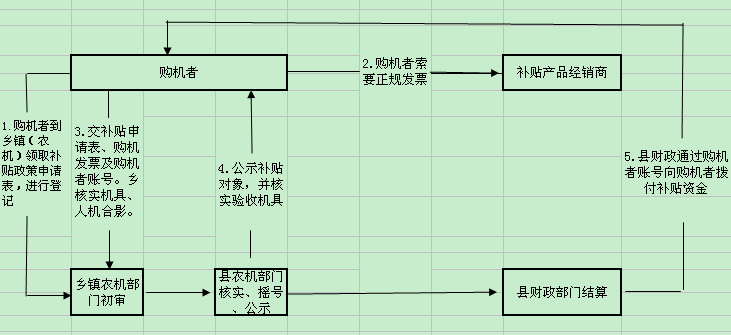 购机者
2.购机者索
要正规发票
补贴产品经销商
1.购机者到
乡镇(农
机)领取补
贴政策申请
表,进行登
记
3.交补贴申
请表、购机
发票及购机
者账号。乡
核实机具、
人机合影。
4.公示补贴
对象,并核
实验收机具
5.县财政通过购机
者账号向购机者拨
付补贴资金
乡镇农机部
门初审
县农机部门
核实、摇号
、公示
县财政部门结算